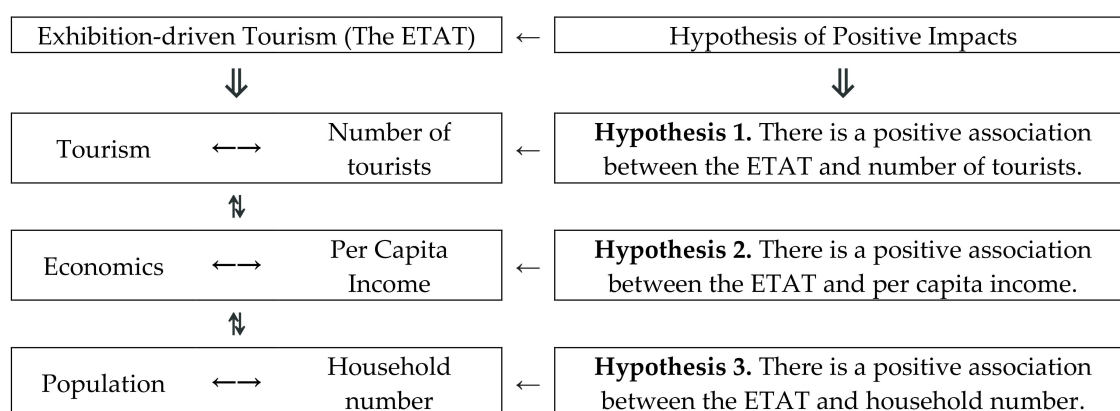 Exhibition-driven Tourism (The ETAT) ← Hypothesis of Positive Impacts
⇓ ⇓
Tourism ←→ Number of
tourists
← Hypothesis 1. There is a positive association
between the ETAT and number of tourists.
⇅
Economics ←→ Per Capita
Income
← Hypothesis 2. There is a positive association
between the ETAT and per capita income.
⇅
Population ←→ Household
number
← Hypothesis 3. There is a positive association
between the ETAT and household number.